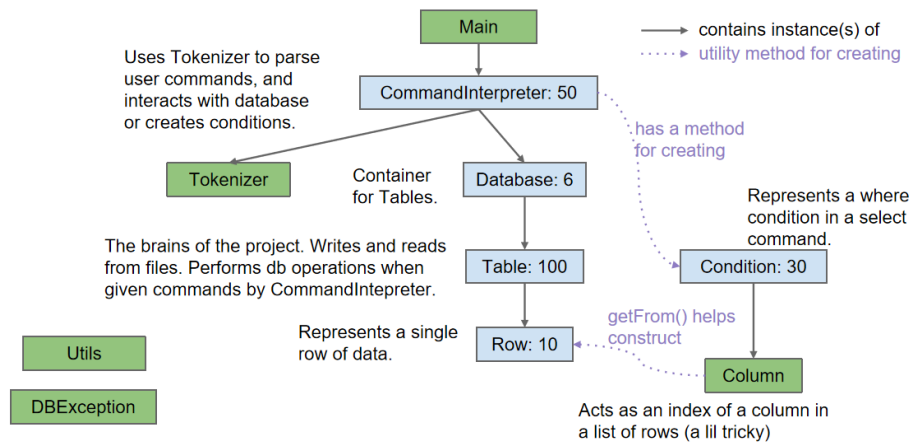 Main
contains instance(s) of
utility method for creating
Uses Tokenizer to parse
user commands, and
interacts with database
or creates conditions.
CommandInterpreter: 50
has a method
for creating
Tokenizer
Container
for Tables.
Database: 6
Represents a where
condition in a select
command.
The brains of the project. Writes and reads
from files. Performs db operations when
given commands by CommandIntepreter.
Table: 100
Condition: 30
Represents a single
row of data.
Row: 10
getFrom() helps
construct
Utils
Column
DBException
Acts as an index of a column in
a list of rows (a lil tricky)